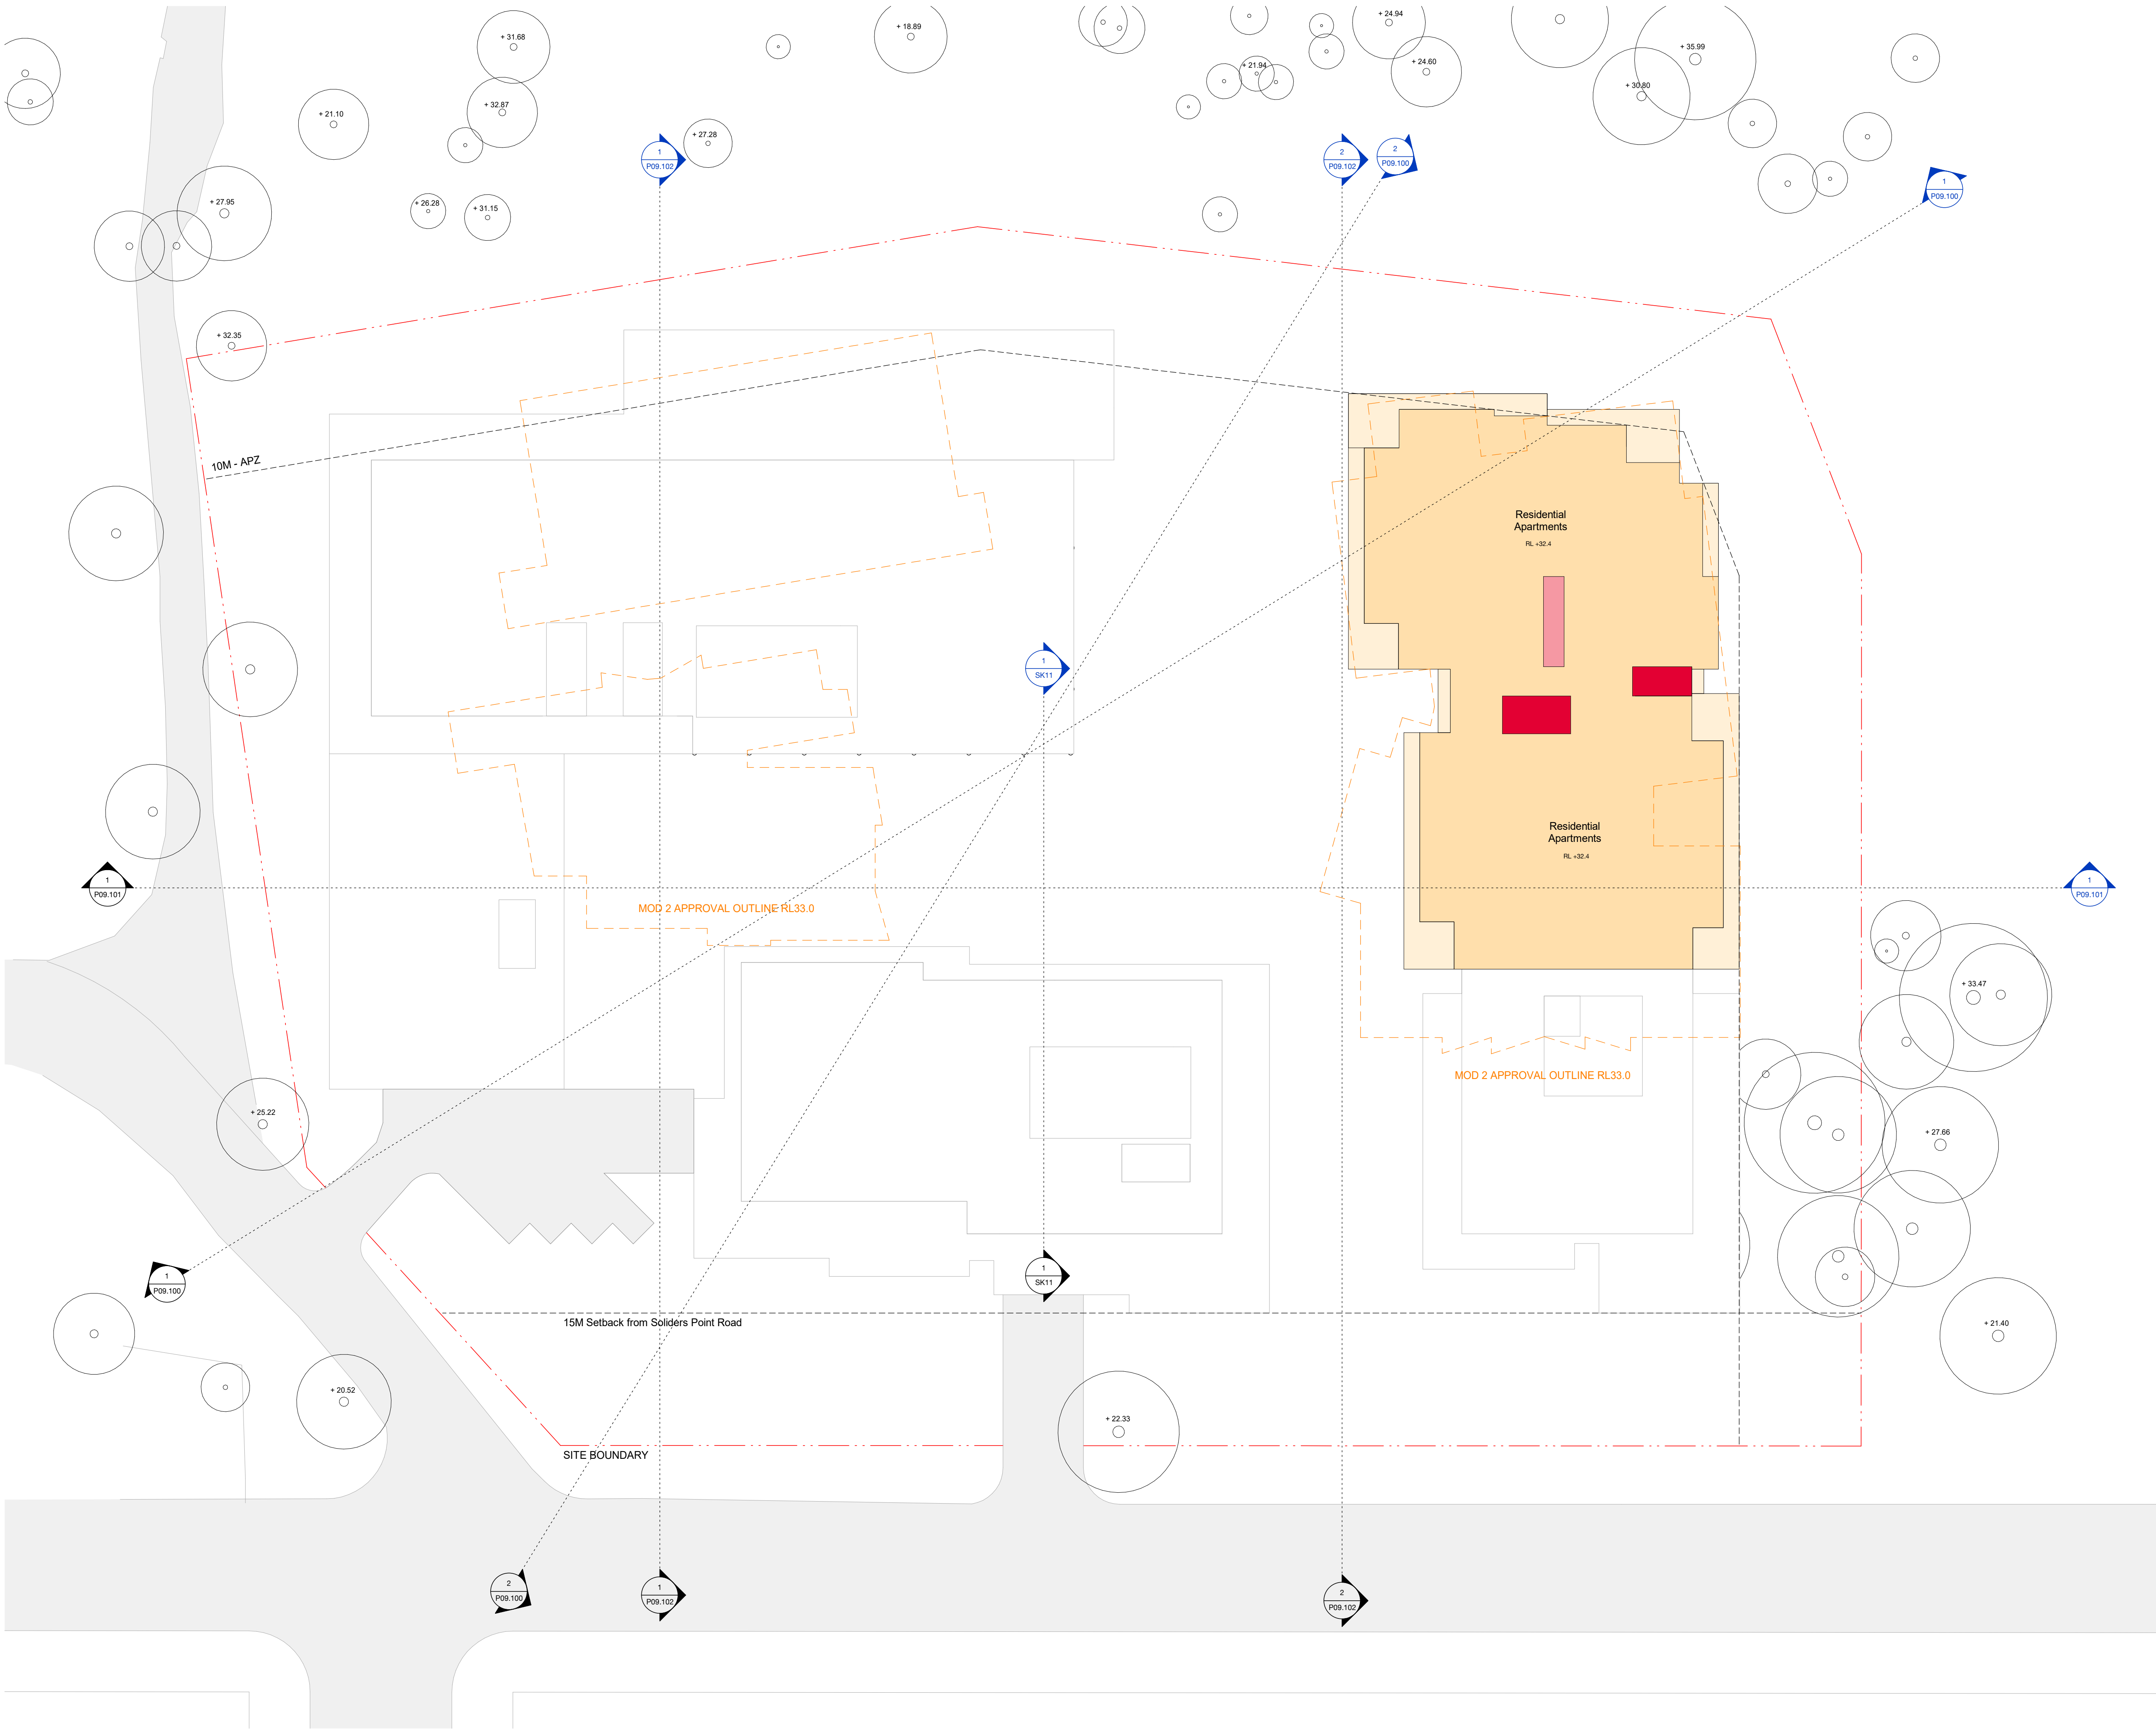 + 31.68
+ 18.89
+ 24.94
+ 35.99
+ 24.60
+ 21.94
+ 30.80
+ 32.87
+ 21.10
+ 27.28
1
P09.102
2
P09.102
2
P09.100
1
P09.100
+ 27.95
+ 26.28
+ 31.15
+ 32.35
10M - APZ
Residential
Apartments
RL +32.4
1
SK11
Residential
Apartments
RL +32.4
1
P09.101
1
P09.101
MOD 2 APPROVAL OUTLINE RL33.0
+ 33.47
MOD 2 APPROVAL OUTLINE RL33.0
+ 25.22
+ 27.66
1
P09.100
1
SK11
15M Setback from Soliders Point Road
+ 21.40
+ 20.52
+ 22.33
SITE BOUNDARY
2
P09.100
1
P09.102
2
P09.102